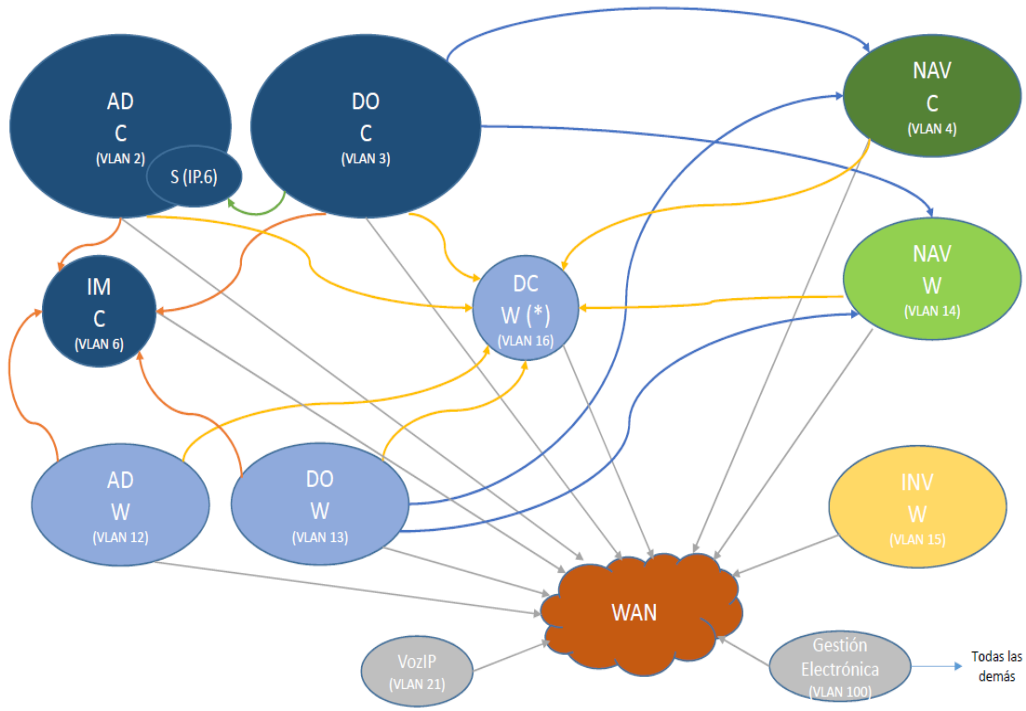 AD
C
(VLAN 2)
S (IP.6)
DO
C
(VLAN 3)
NAV
C
(VLAN 4)
IM
C
(VLAN 6)
DC
W (*)
(VLAN 16)
NAV
W
(VLAN 14)
AD
W
(VLAN 12)
DO
W
(VLAN 13)
INV
W
(VLAN 15)
WAN
VozIP
(VLAN 21)
Gestión
Electrónica
(VLAN 100)
Todas las
demás